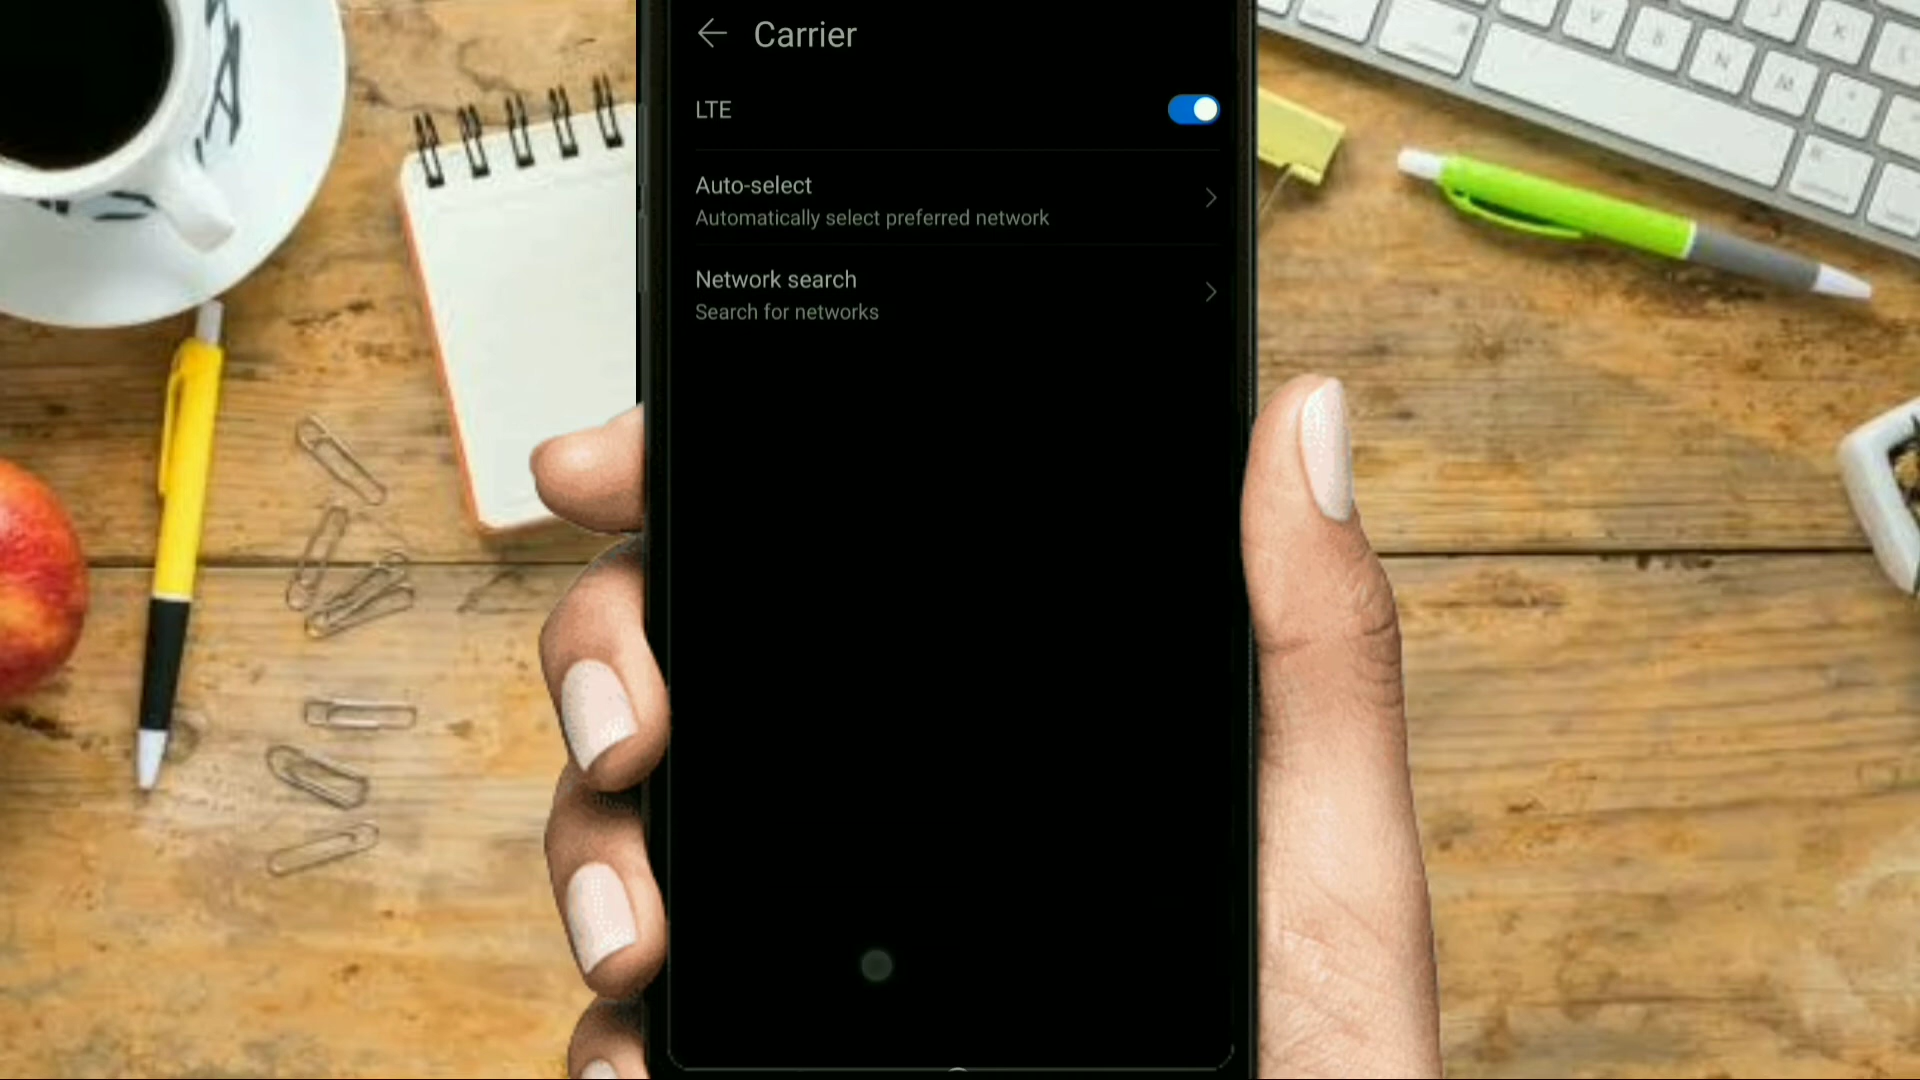 Carrier
LTE
Auto-select
Automatically select preferred network
Network search
Search for networks
V
B
N
M
K